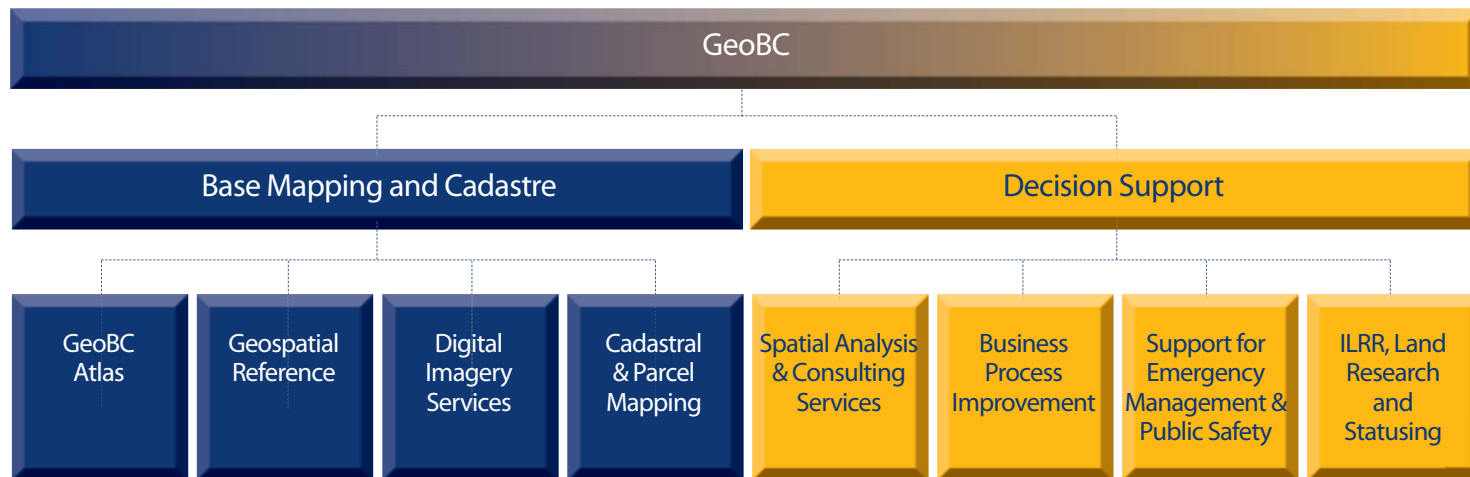 GeoBC
Base Mapping and Cadastre
Decision Support
GeoBC
Atlas
Geospatial
Reference
Digital
Imagery
Services
Cadastral
& Parcel
Mapping
Spatial Analysis
& Consulting
Services
Business
Process
Improvement
Support for
Emergency
Management &
Public Safety
ILRR, Land
Research
and
Statusing